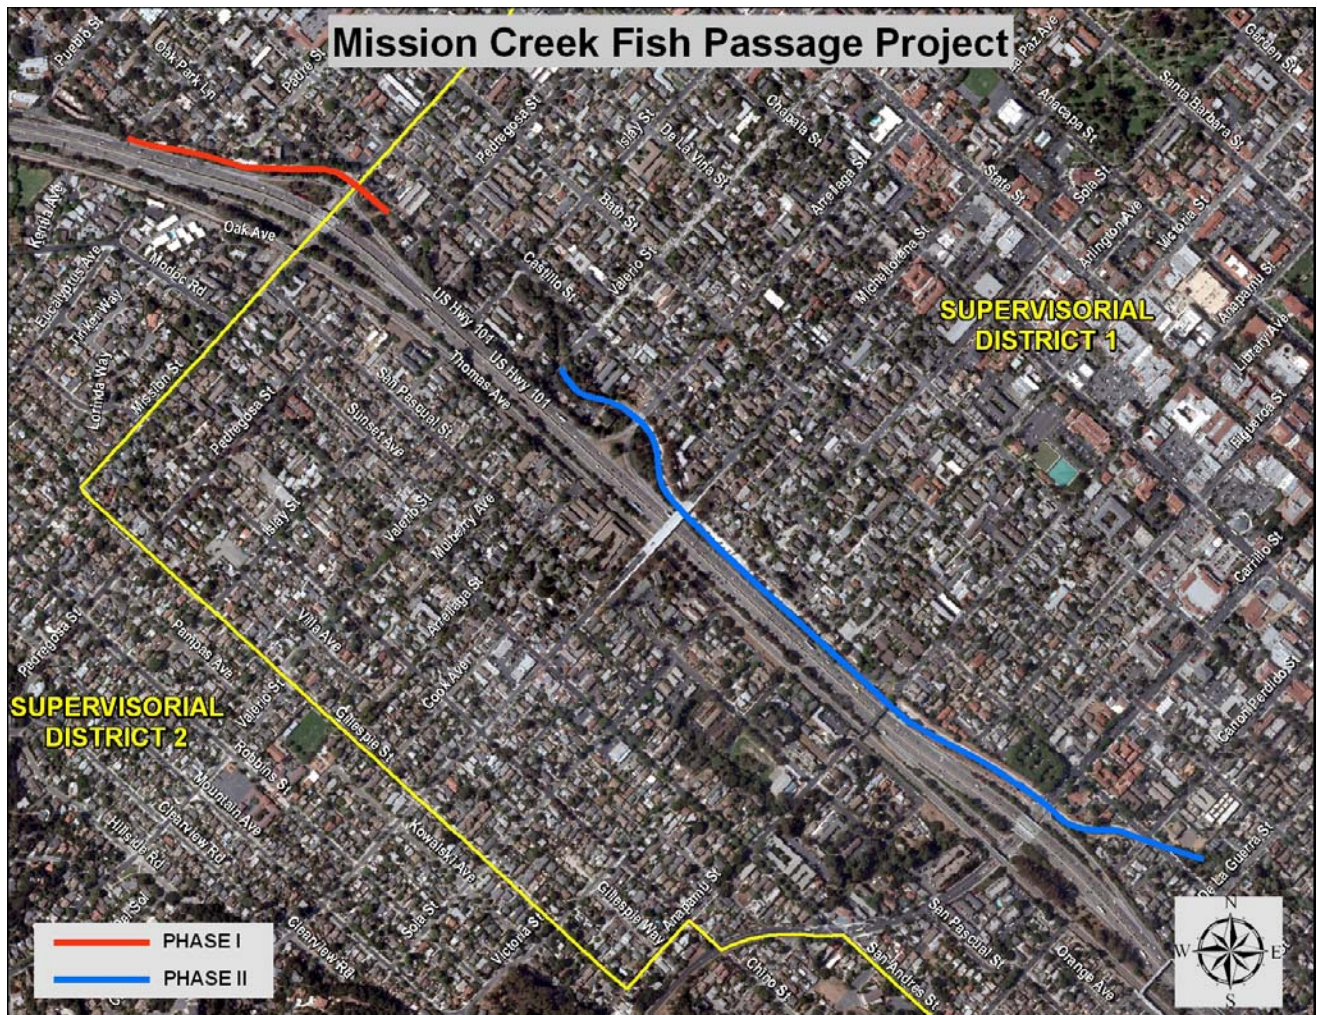 Mission Creek Fish Passage Project
Pueblo St
Oak Park Ln
Padre St
Pedregosa St
Islay St
De La Vina St
Chapala St
Paz Ave
Anacapa St
Santa Barbara St
Garden St
State St
Sola St
Arlington Ave
Victoria St
Anapamu St
Arrellaga St
Micheltorena St
Bath St
Valerio St
Castillo St
Kentia Ave
Oak Ave
Modoc Rd
Eucalyptus Ave
Tinker Way
Lorinda Way
Mission St
Pedregosa St
US Hwy 101
US Hwy 101
Thomas Ave
San Pascual St
Sunset Ave
SUPERVISORIAL
DISTRICT 1
Library Ave
Figueroa St
Carrillo St
Canon Perdido St
De La Guerra St
Islay St
Valerio St
Mulberry Ave
Arrellaga St
Villa Ave
Cook Ave
Pedregosa St
Pampas Ave
Valerio St
Gillespie St
SUPERVISORIAL
DISTRICT 2
Robbins St
Mountain Ave
Clearview Rd
Hillside Rd
Kowalski Ave
Sola St
Victoria St
Clearview Rd
Gillespie Way
Anapamu St
Chino St
San Andres St
San Pascual St
Orange Ave
PHASE I
PHASE II
N
W E
S